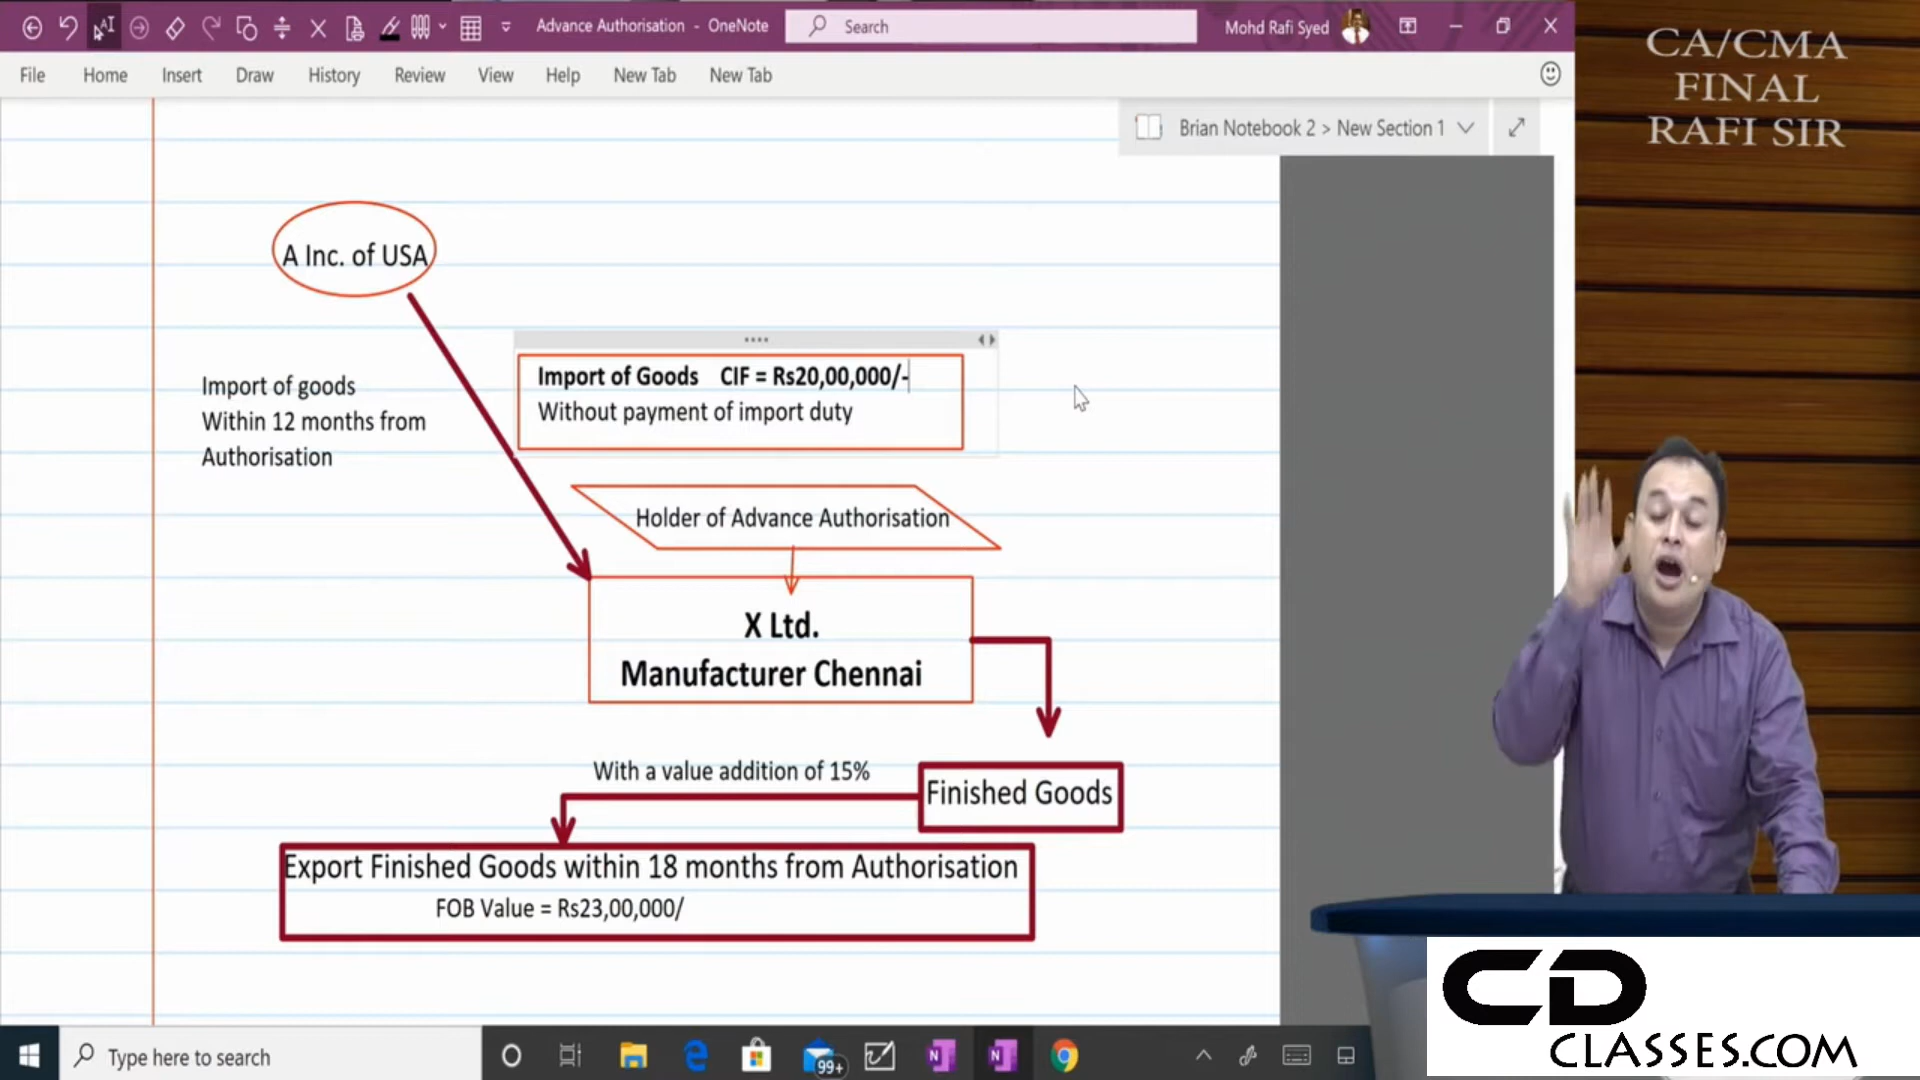 Advance Authorisation - OneNote
Search
Mohd Rafi Syed
File Home Insert Draw History Review View Help New Tab New Tab
Brian Notebook 2 > New Section 1
CA/CMA
FINAL
RAFI SIR
A Inc. of USA
Import of goods
Within 12 months from
Authorisation
Import of Goods CIF = Rs20,00,000/-
Without payment of import duty
Holder of Advance Authorisation
X Ltd.
Manufacturer Chennai
With a value addition of 15%
Finished Goods
Export Finished Goods within 18 months from Authorisation
FOB Value = Rs23,00,000/
Type here to search
99+
N
N
CD
CLASSES.COM